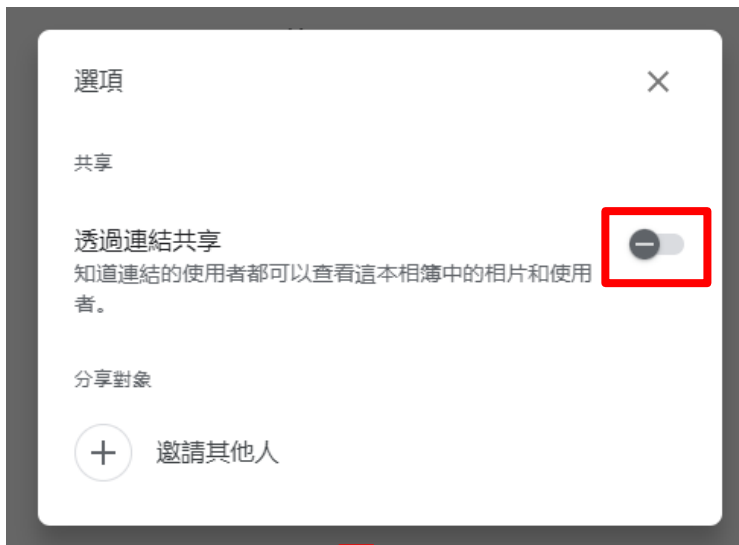 選項
共享
透過連結共享
知道連結的使用者都可以查看這本相簿中的相片和使用
者。
分享對象
邀請其他人